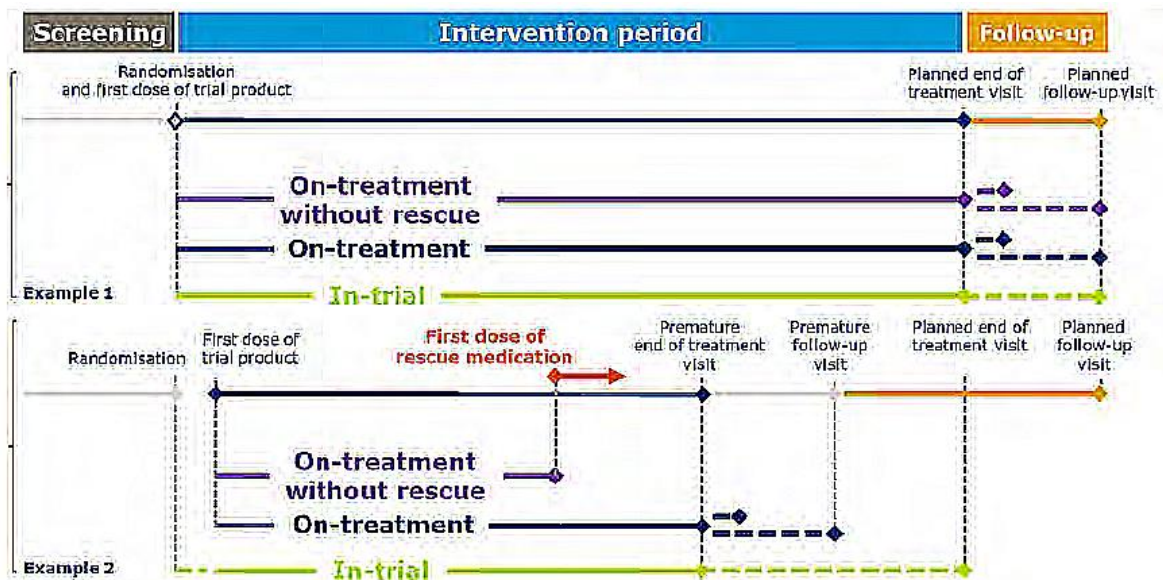 Screening
Intervention period
Follow-up
Randomisation
and first dose of trial product
Planned end of
treatment visit
Planned
follow-up visit
On-treatment
without rescue
On-treatment
In-trial
Example 1
Randomisation
First dose of
trial product
First dose of
rescue medication
Premature
end of treatment
visit
Premature
follow-up
visit
Planned end of
treatment visit
Planned
follow-up
visit
On-treatment
without rescue
On-treatment
In-trial
Example 2